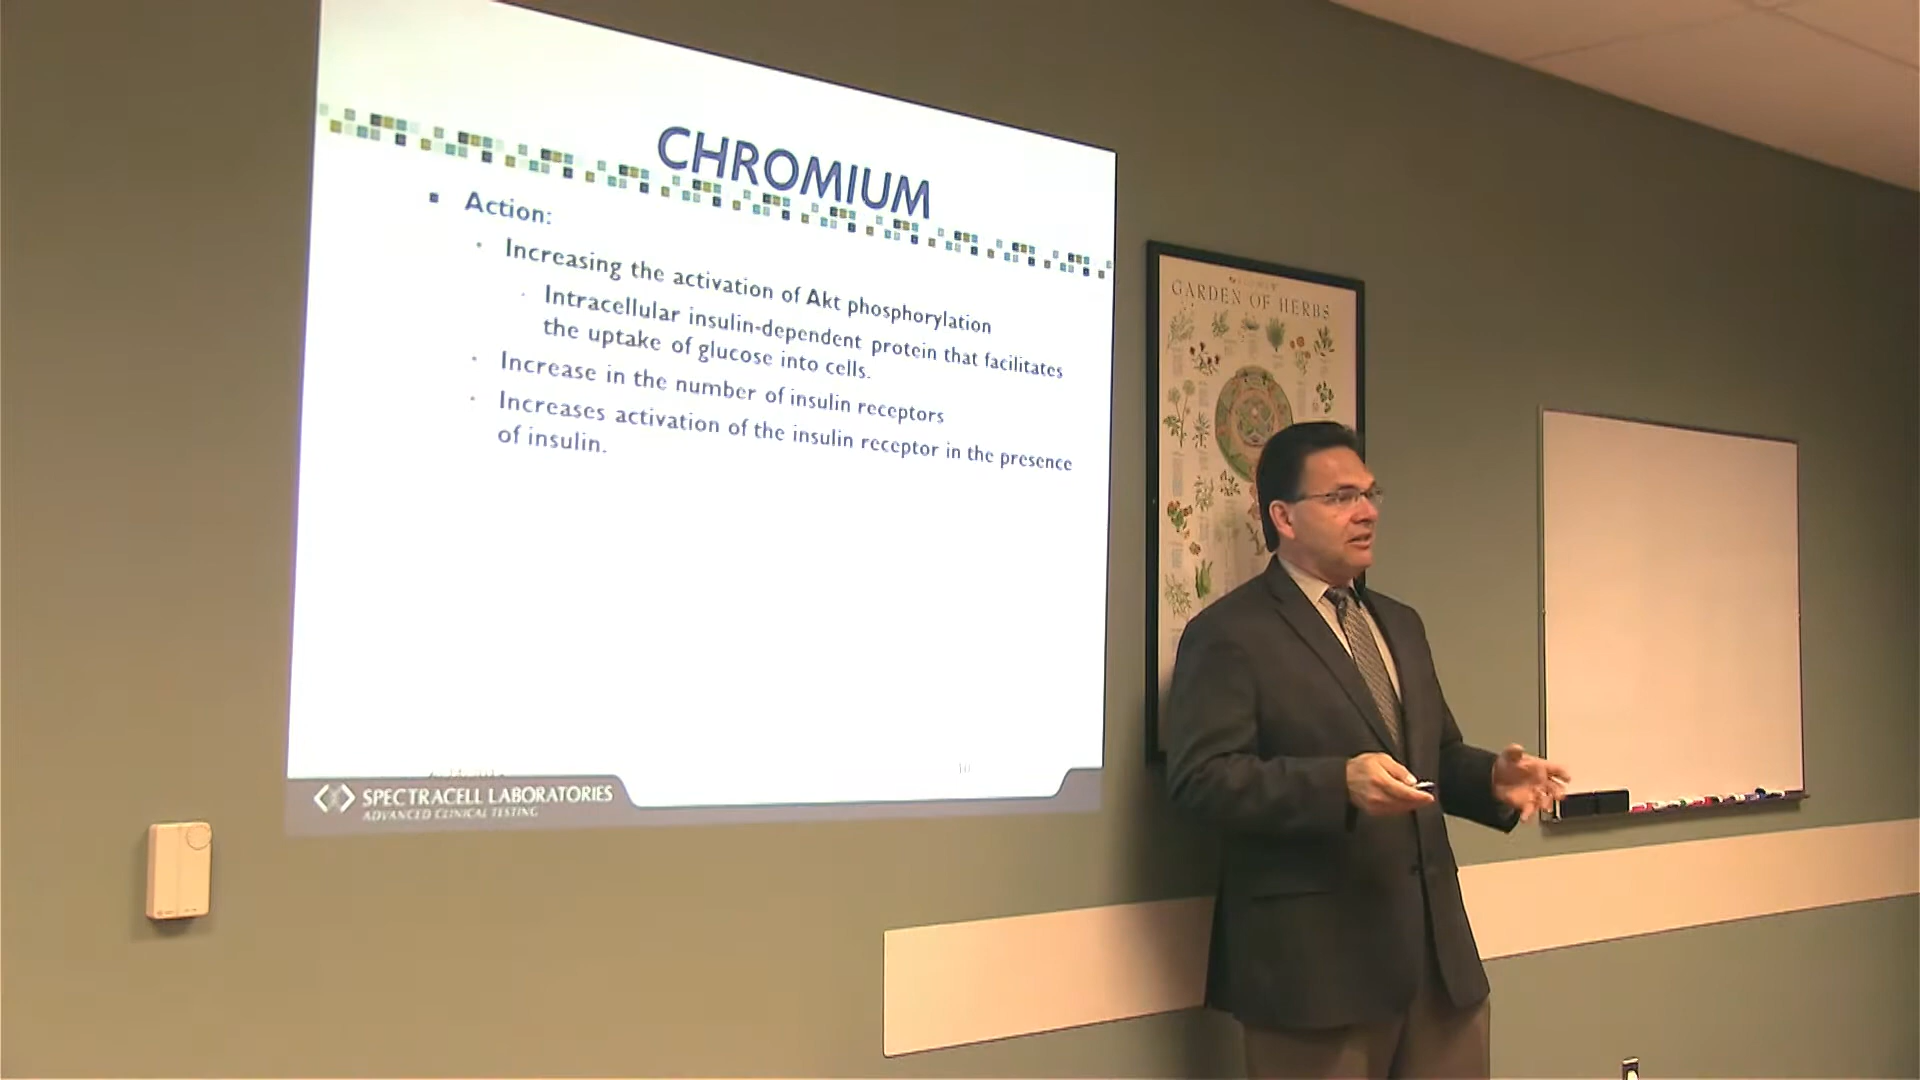 CHROMIUM
Action:
Increasing the activation of Akt phosphorylation
Intracellular insulin-dependent protein that facilitates
the uptake of glucose into cells.
Increase in the number of insulin receptors
Increases activation of the insulin receptor in the presence
of insulin.
10
SPECTRACELL LABORATORIES
ADVANCED CLINICAL TESTING
GARDEN OF HERBS